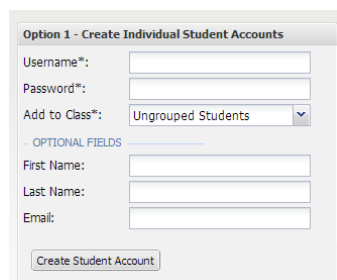 Option 1 - Create Individual Student Accounts
Username*:
Password*:
Add to Class*: Ungrouped Students
OPTIONAL FIELDS
First Name:
Last Name:
Email:
Create Student Account